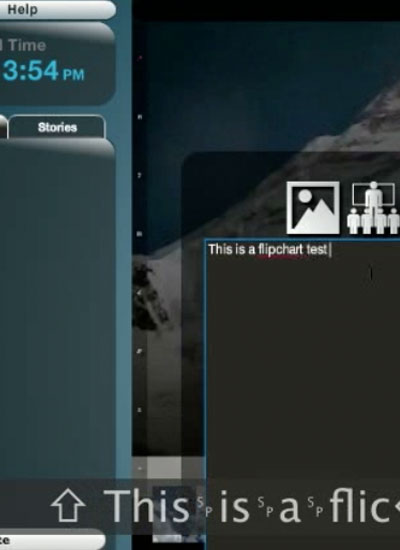 Help
Time
3:54 PM
Stories
This is a flipchart test
⇧ This SP is SP a SP flic